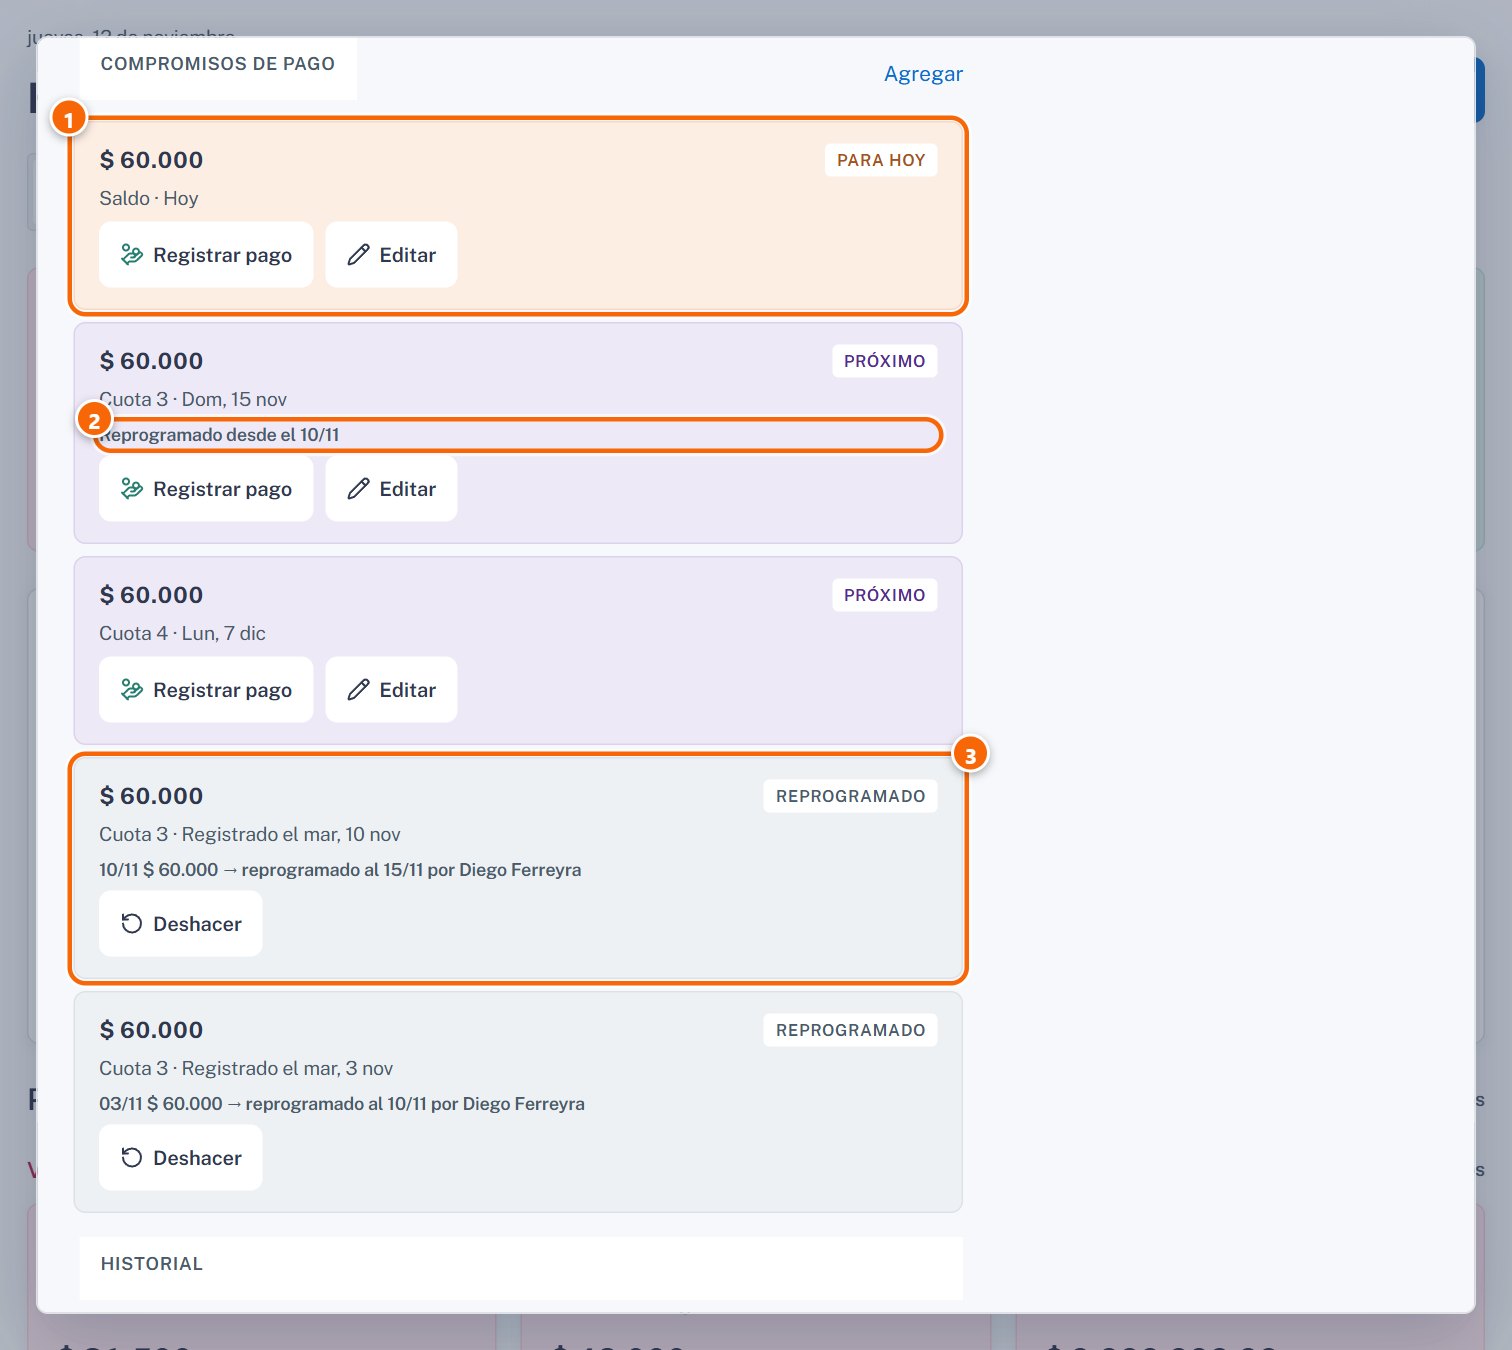 COMPROMISOS DE PAGO
Agregar
1
$ 60.000
PARA HOY
Saldo · Hoy
Registrar pago
Editar
$ 60.000
PRÓXIMO
Cuota 3 · Dom, 15 nov
2
Reprogramado desde el 10/11
Registrar pago
Editar
$ 60.000
PRÓXIMO
Cuota 4 · Lun, 7 dic
Registrar pago
Editar
3
$ 60.000
REPROGRAMADO
Cuota 3 · Registrado el mar, 10 nov
10/11 $ 60.000 → reprogramado al 15/11 por Diego Ferreyra
Deshacer
$ 60.000
REPROGRAMADO
Cuota 3 · Registrado el mar, 3 nov
03/11 $ 60.000 → reprogramado al 10/11 por Diego Ferreyra
Deshacer
HISTORIAL